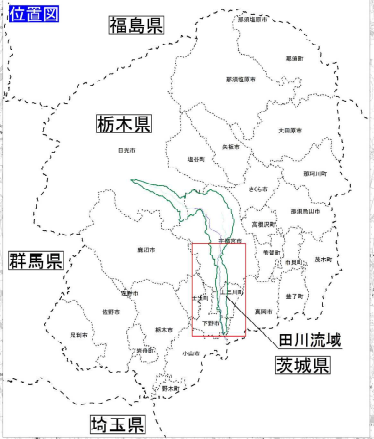 位置図
福島県
那須塩原市
那須町
那須塩原市
栃木県
大田原市
日光市
矢板市
塩谷町
那珂川町
さくら市
那須烏山市
高根沢町
宇都宮市
鹿沼市
芳賀町
市貝町
茂木町
群馬県
上三川町
益子町
佐野市
壬生町
真岡市
佐野市
下野市
足利市
栃木市
田川流域
小山市
茨城県
野木町
埼玉県